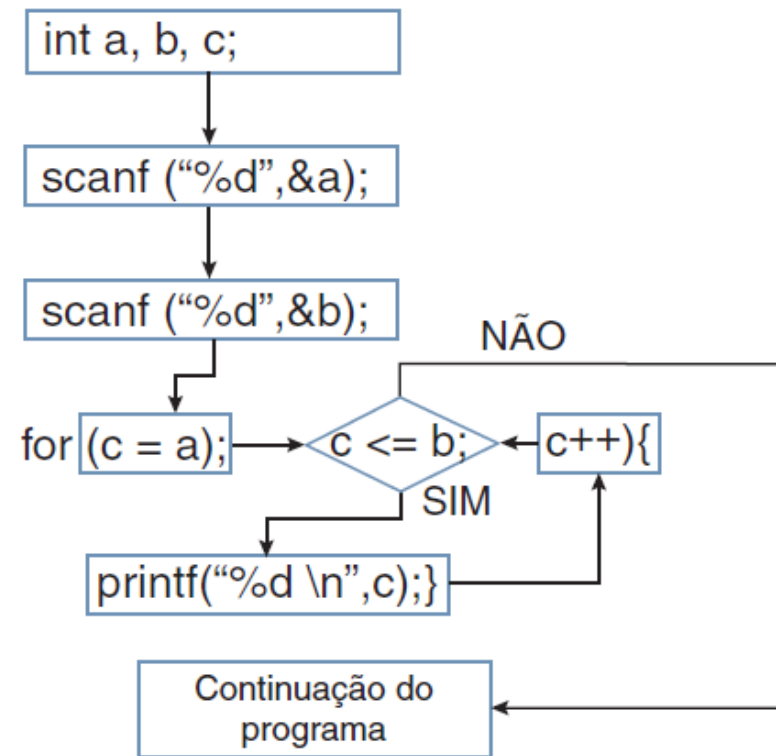 int a, b, c;
scanf (“%d”,&a);
scanf (“%d”,&b);
NÃO
for (c = a); c <= b; c++){
SIM
printf(“%d \n”,c);}
Continuação do
programa